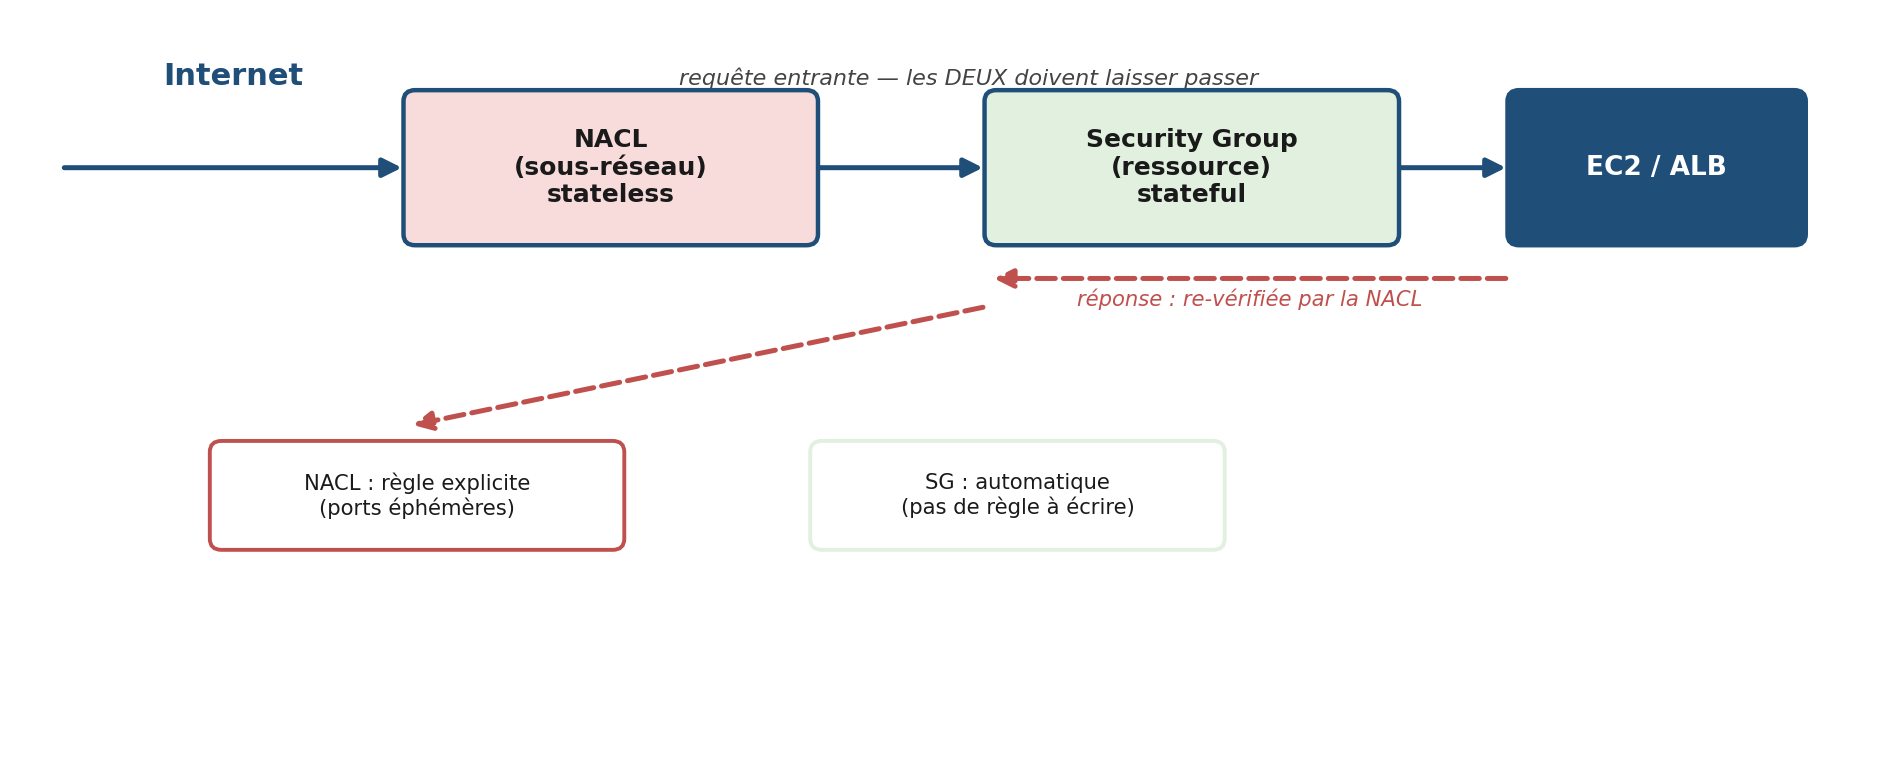 Internet
requête entrante — les DEUX doivent laisser passer
NACL
(sous-réseau)
stateless
Security Group
(ressource)
stateful
EC2 / ALB
réponse : re-vérifiée par la NACL
NACL : règle explicite
(ports éphémères)
SG : automatique
(pas de règle à écrire)